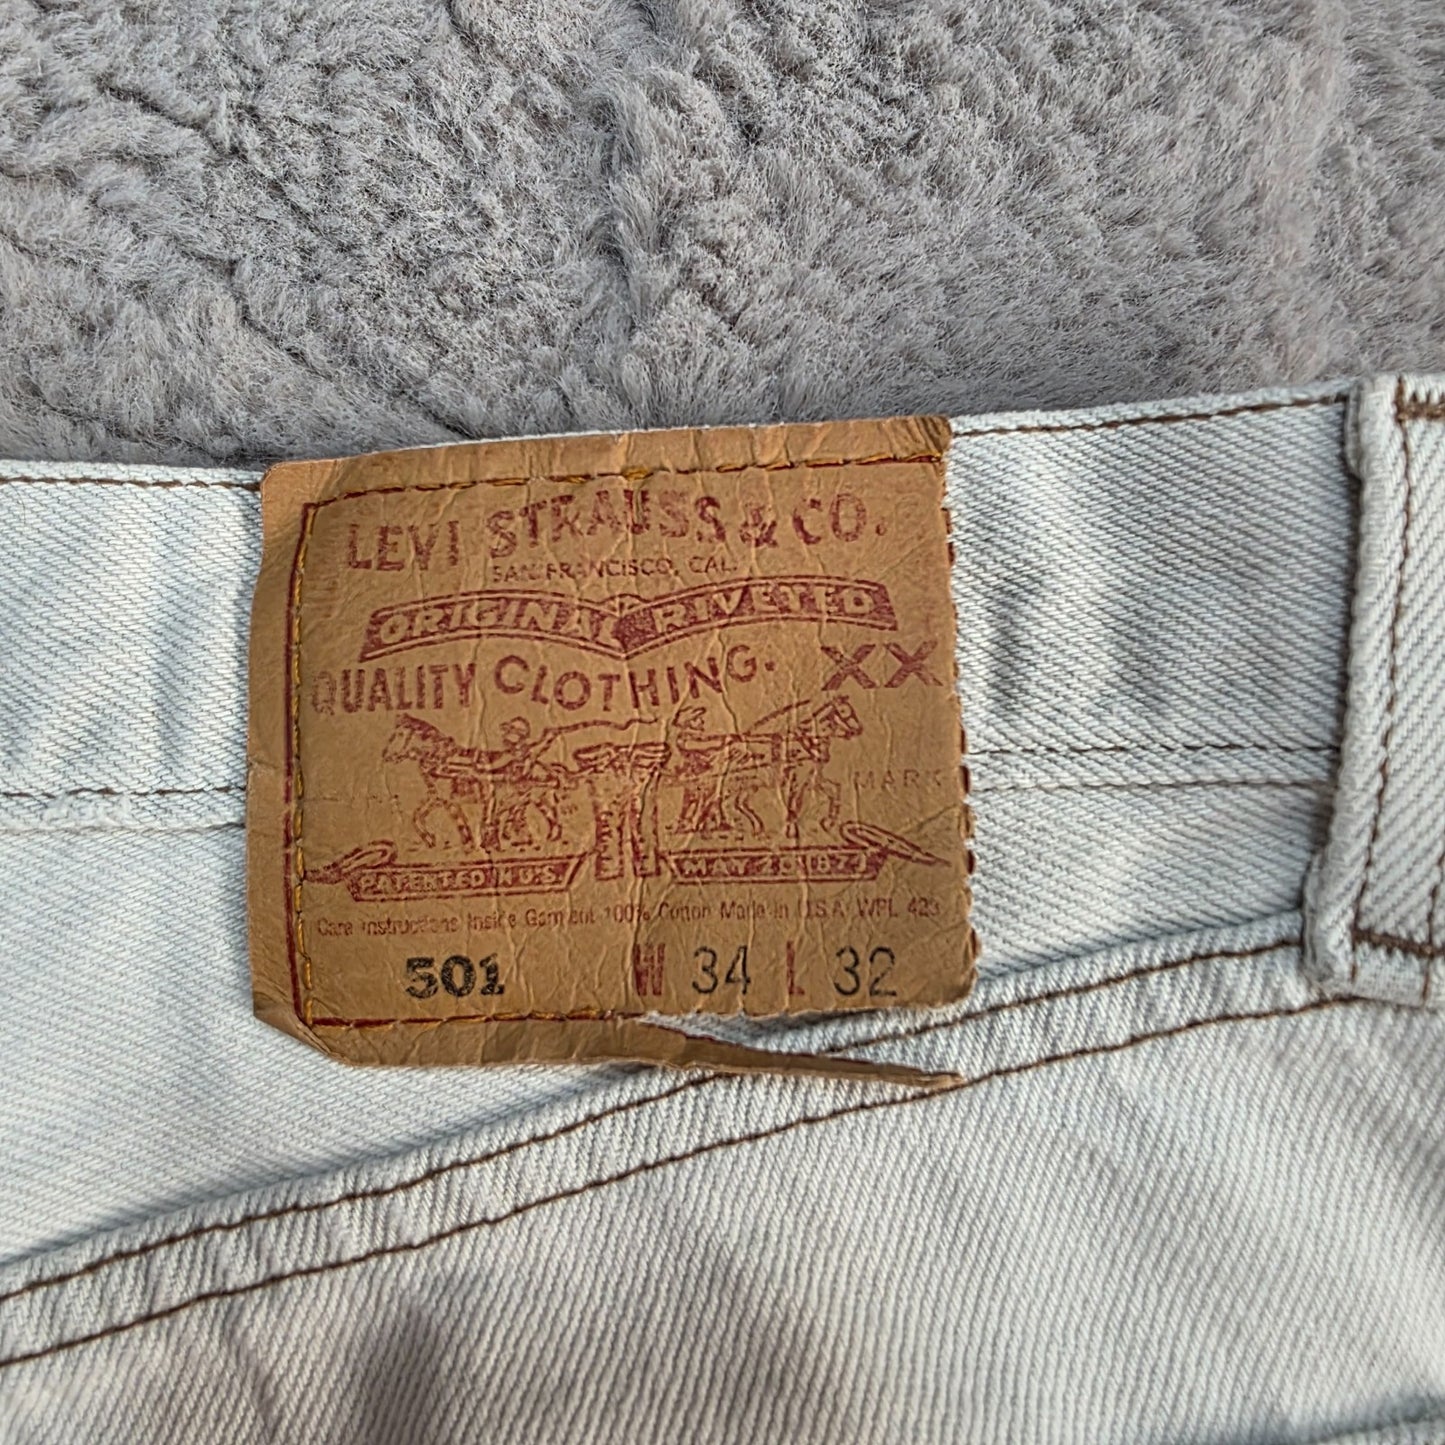 LEVI STRAUSS & CO.
SAN FRANCISCO, CAL.
ORIGINAL RIVETED
QUALITY CLOTHING.
XX
MARK
PATENTED IN U.S.
MAY 20 1873
Care Instructions Inside Garment 100% Cotton Made in U.S.A. WPL 423
501 W 34 L 32